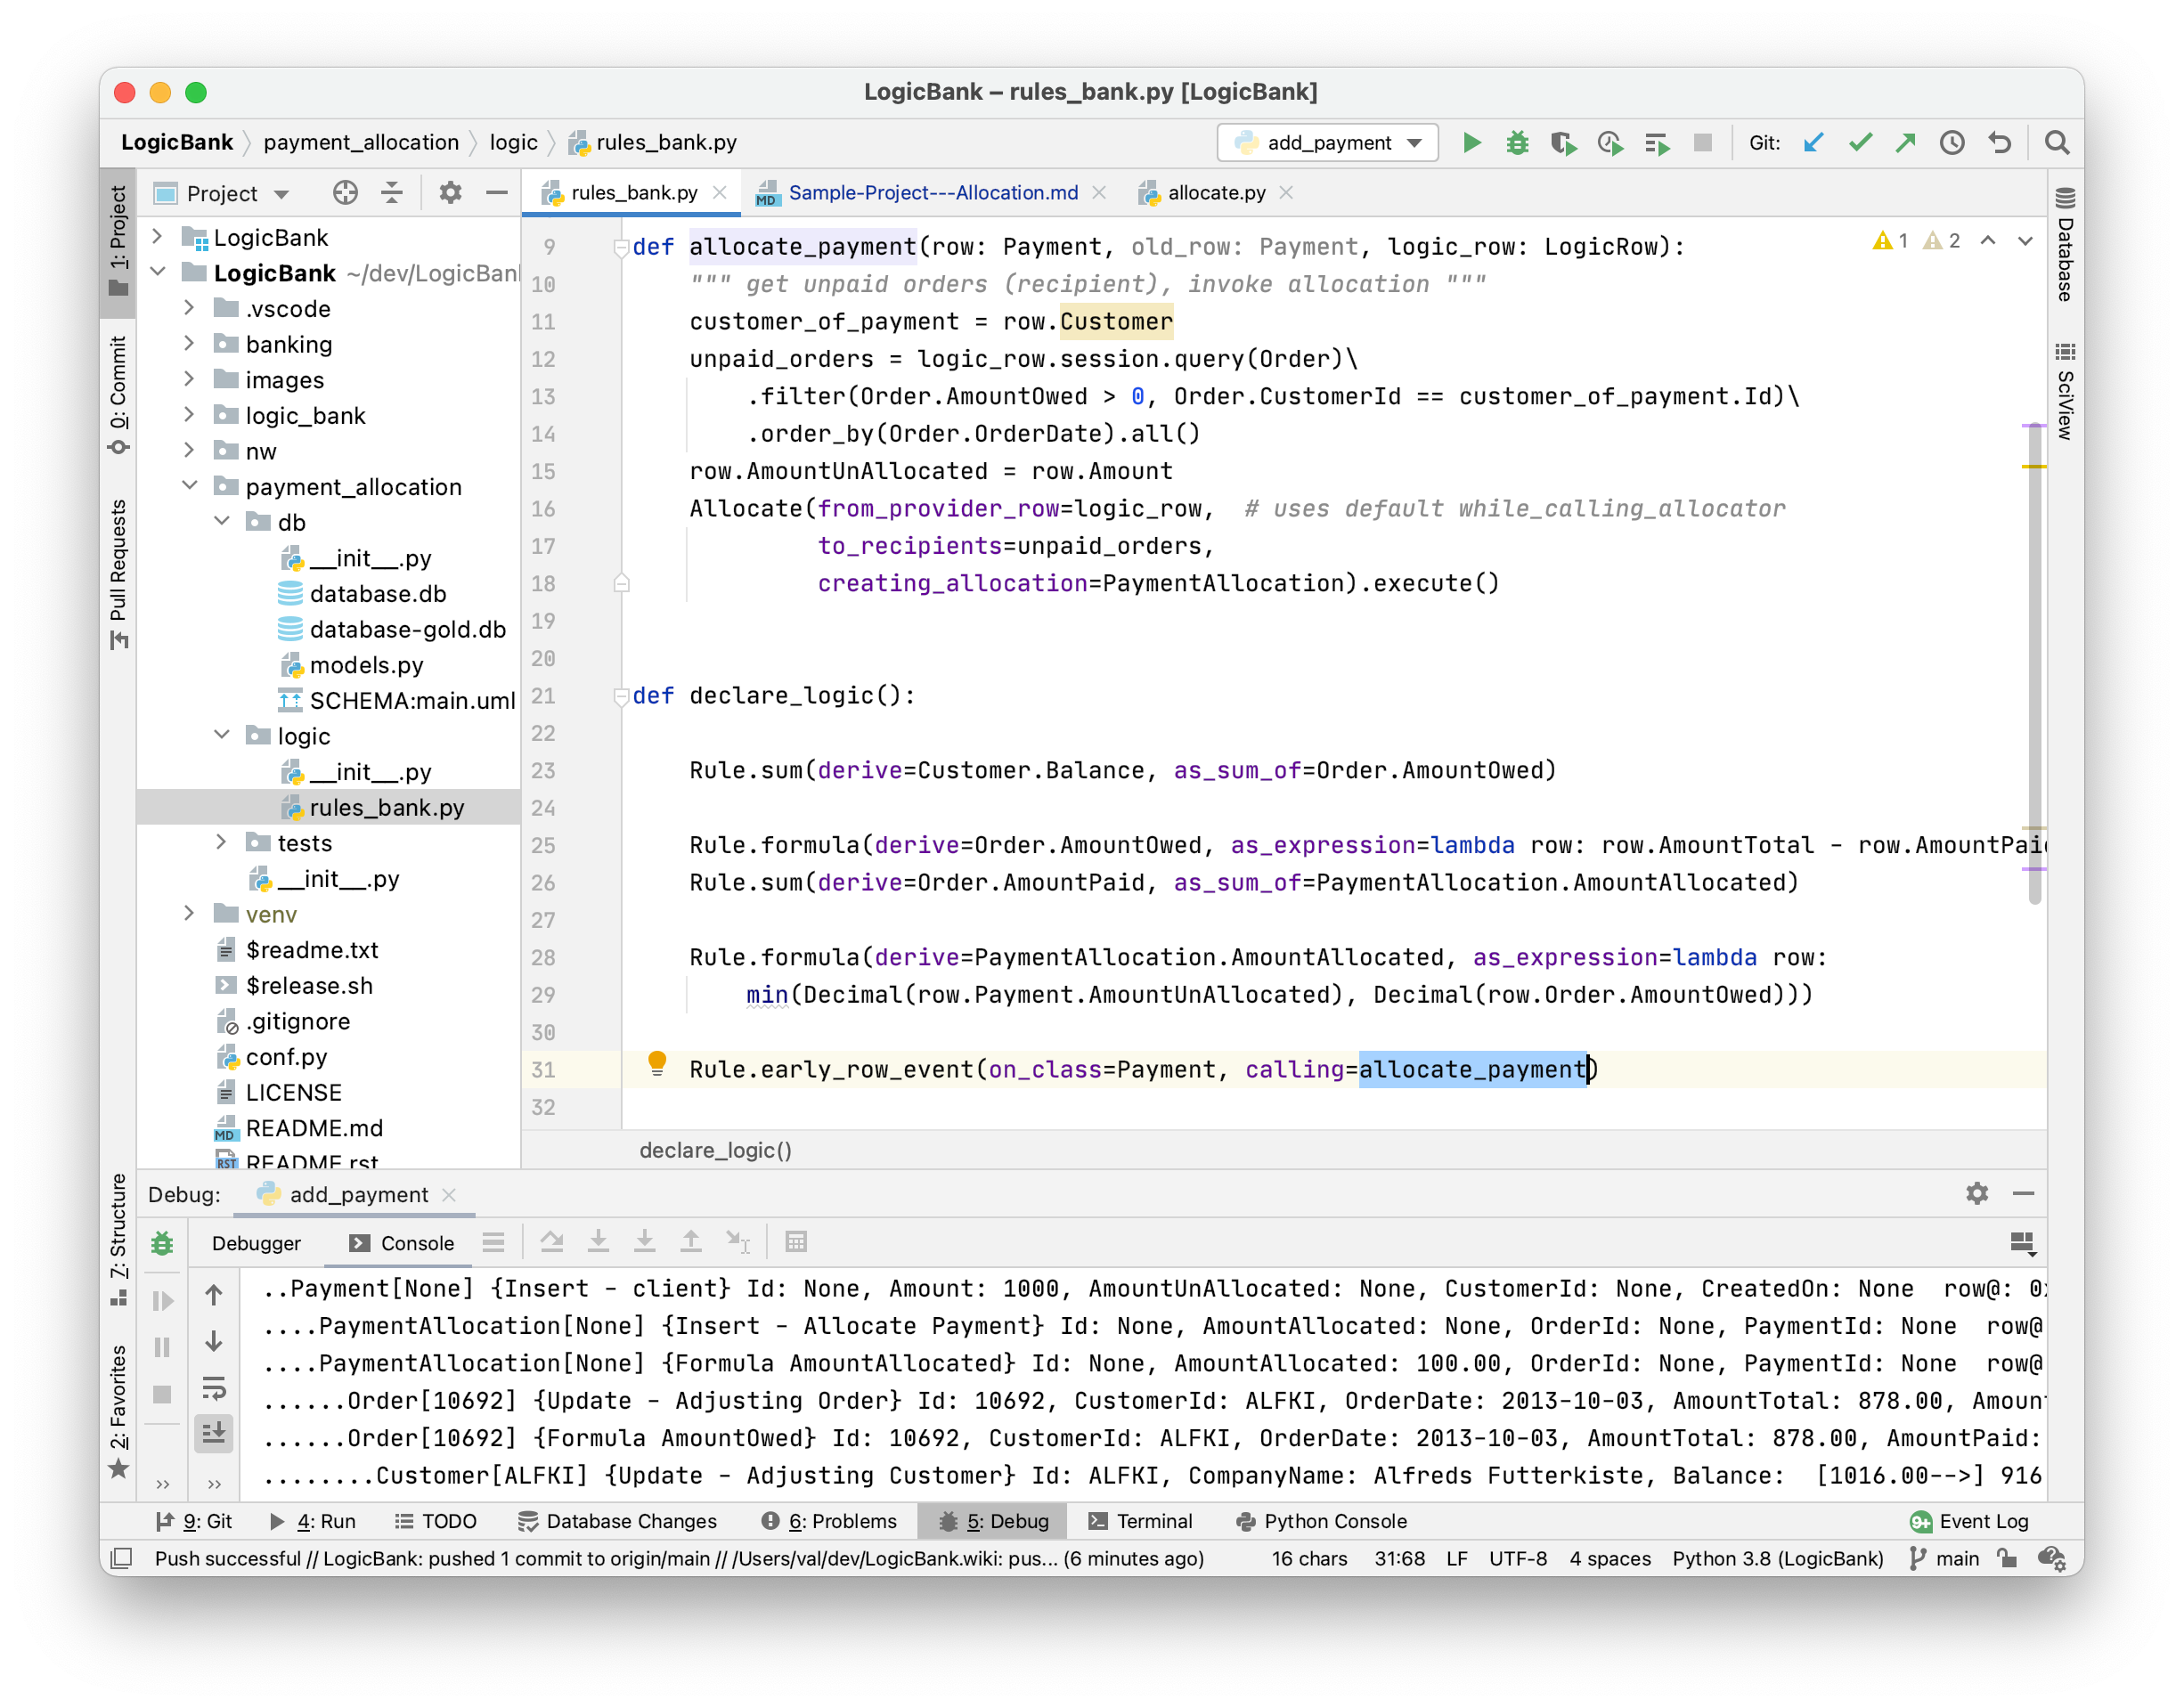 LogicBank – rules_bank.py [LogicBank]
LogicBank payment_allocation logic rules_bank.py add_payment Git:
1: Project
0: Commit
Pull Requests
7: Structure
2: Favorites
Project
LogicBank
LogicBank ~/dev/LogicBank
.vscode
banking
images
logic_bank
nw
payment_allocation
db
__init__.py
database.db
database-gold.db
models.py
SCHEMA:main.uml
logic
__init__.py
rules_bank.py
tests
__init__.py
venv
$readme.txt
$release.sh
.gitignore
conf.py
LICENSE
MD README.md
RST README.rst
rules_bank.py MD Sample-Project---Allocation.md allocate.py
1 2
9 def allocate_payment(row: Payment, old_row: Payment, logic_row: LogicRow):
10 """ get unpaid orders (recipient), invoke allocation """
11 customer_of_payment = row.Customer
12 unpaid_orders = logic_row.session.query(Order)\
13 .filter(Order.AmountOwed > 0, Order.CustomerId == customer_of_payment.Id)\
14 .order_by(Order.OrderDate).all()
15 row.AmountUnAllocated = row.Amount
16 Allocate(from_provider_row=logic_row,  # uses default while_calling_allocator
17 to_recipients=unpaid_orders,
18 creating_allocation=PaymentAllocation).execute()
19
20
21 def declare_logic():
22
23 Rule.sum(derive=Customer.Balance, as_sum_of=Order.AmountOwed)
24
25 Rule.formula(derive=Order.AmountOwed, as_expression=lambda row: row.AmountTotal - row.AmountPaid
26 Rule.sum(derive=Order.AmountPaid, as_sum_of=PaymentAllocation.AmountAllocated)
27
28 Rule.formula(derive=PaymentAllocation.AmountAllocated, as_expression=lambda row:
29 min(Decimal(row.Payment.AmountUnAllocated), Decimal(row.Order.AmountOwed)))
30
31 Rule.early_row_event(on_class=Payment, calling=allocate_payment)
32
declare_logic()
Database
SciView
Debug: add_payment
Debugger Console
..Payment[None] {Insert - client} Id: None, Amount: 1000, AmountUnAllocated: None, CustomerId: None, CreatedOn: None  row@: 0x
....PaymentAllocation[None] {Insert - Allocate Payment} Id: None, AmountAllocated: None, OrderId: None, PaymentId: None  row@
....PaymentAllocation[None] {Formula AmountAllocated} Id: None, AmountAllocated: 100.00, OrderId: None, PaymentId: None  row@
......Order[10692] {Update - Adjusting Order} Id: 10692, CustomerId: ALFKI, OrderDate: 2013-10-03, AmountTotal: 878.00, Amoun
......Order[10692] {Formula AmountOwed} Id: 10692, CustomerId: ALFKI, OrderDate: 2013-10-03, AmountTotal: 878.00, AmountPaid:
........Customer[ALFKI] {Update - Adjusting Customer} Id: ALFKI, CompanyName: Alfreds Futterkiste, Balance:  [1016.00-->] 916
9: Git 4: Run TODO Database Changes 6: Problems 5: Debug Terminal Python Console 9+ Event Log
Push successful // LogicBank: pushed 1 commit to origin/main // /Users/val/dev/LogicBank.wiki: pus... (6 minutes ago) 16 chars 31:68 LF UTF-8 4 spaces Python 3.8 (LogicBank) main